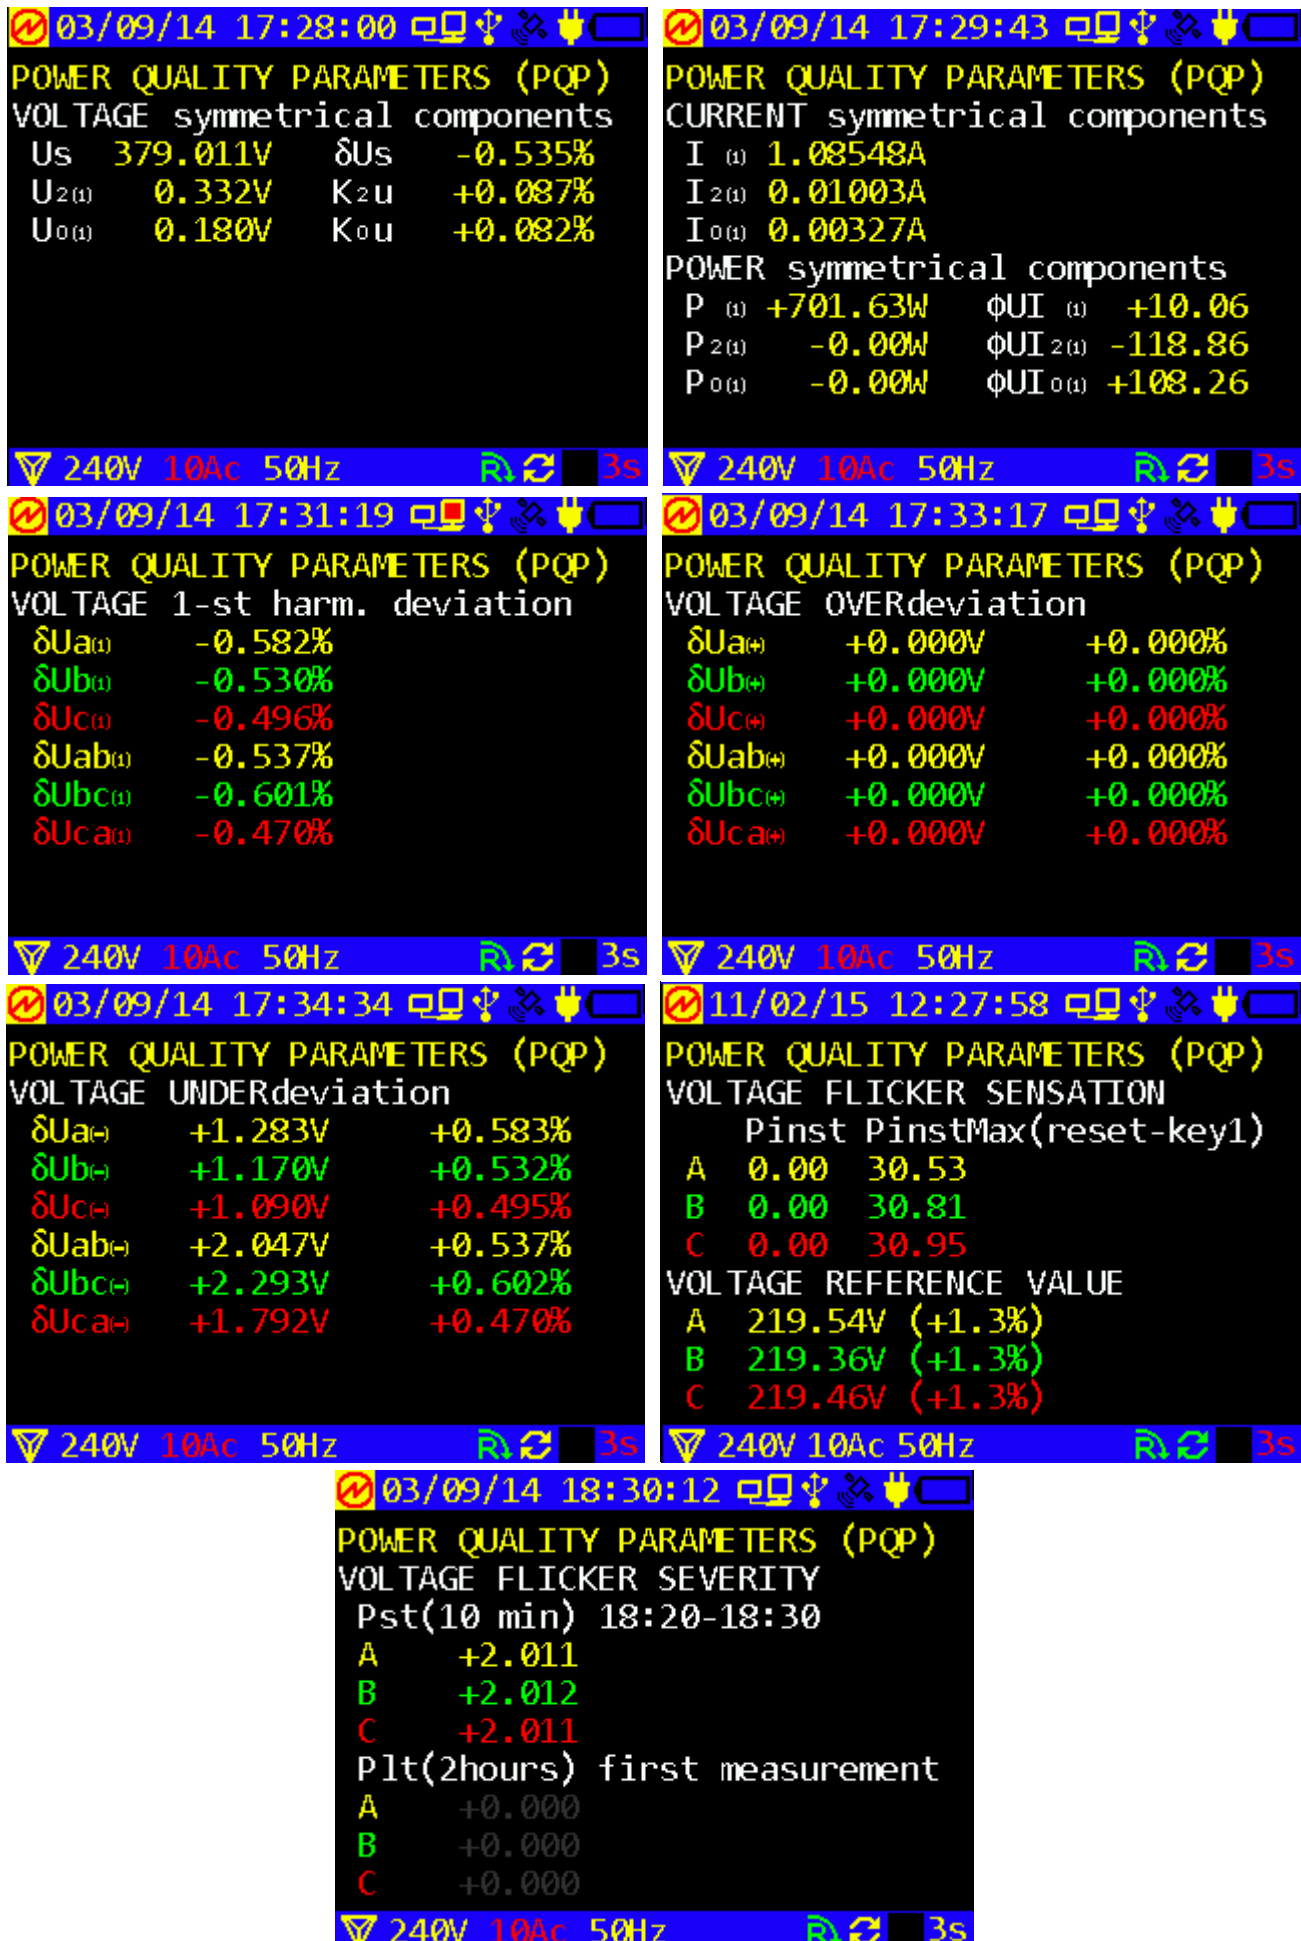 03/09/14 17:28:00
POWER QUALITY PARAMETERS (PQP)
VOLTAGE symmetrical components
Us 379.011V δUs -0.535%
U2(1) 0.332V K2u +0.087%
U0(1) 0.180V K0u +0.082%
240V 10Ac 50Hz R 3s
03/09/14 17:29:43
POWER QUALITY PARAMETERS (PQP)
CURRENT symmetrical components
I (1) 1.08548A
I2(1) 0.01003A
I0(1) 0.00327A
POWER symmetrical components
P (1) +701.63W ϕUI (1) +10.06
P2(1) -0.00W ϕUI2(1) -118.86
P0(1) -0.00W ϕUI0(1) +108.26
240V 10Ac 50Hz R 3s
03/09/14 17:31:19
POWER QUALITY PARAMETERS (PQP)
VOLTAGE 1-st harm. deviation
δUa(1) -0.582%
δUb(1) -0.530%
δUc(1) -0.496%
δUab(1) -0.537%
δUbc(1) -0.601%
δUca(1) -0.470%
240V 10Ac 50Hz R 3s
03/09/14 17:33:17
POWER QUALITY PARAMETERS (PQP)
VOLTAGE OVERdeviation
δUa(+) +0.000V +0.000%
δUb(+) +0.000V +0.000%
δUc(+) +0.000V +0.000%
δUab(+) +0.000V +0.000%
δUbc(+) +0.000V +0.000%
δUca(+) +0.000V +0.000%
240V 10Ac 50Hz R 3s
03/09/14 17:34:34
POWER QUALITY PARAMETERS (PQP)
VOLTAGE UNDERdeviation
δUa(-) +1.283V +0.583%
δUb(-) +1.170V +0.532%
δUc(-) +1.090V +0.495%
δUab(-) +2.047V +0.537%
δUbc(-) +2.293V +0.602%
δUca(-) +1.792V +0.470%
240V 10Ac 50Hz R 3s
11/02/15 12:27:58
POWER QUALITY PARAMETERS (PQP)
VOLTAGE FLICKER SENSATION
Pinst PinstMax(reset-key1)
A 0.00 30.53
B 0.00 30.81
C 0.00 30.95
VOLTAGE REFERENCE VALUE
A 219.54V (+1.3%)
B 219.36V (+1.3%)
C 219.46V (+1.3%)
240V 10Ac 50Hz R 3s
03/09/14 18:30:12
POWER QUALITY PARAMETERS (PQP)
VOLTAGE FLICKER SEVERITY
Pst(10 min) 18:20-18:30
A +2.011
B +2.012
C +2.011
Plt(2hours) first measurement
A +0.000
B +0.000
C +0.000
240V 10Ac 50Hz R 3s